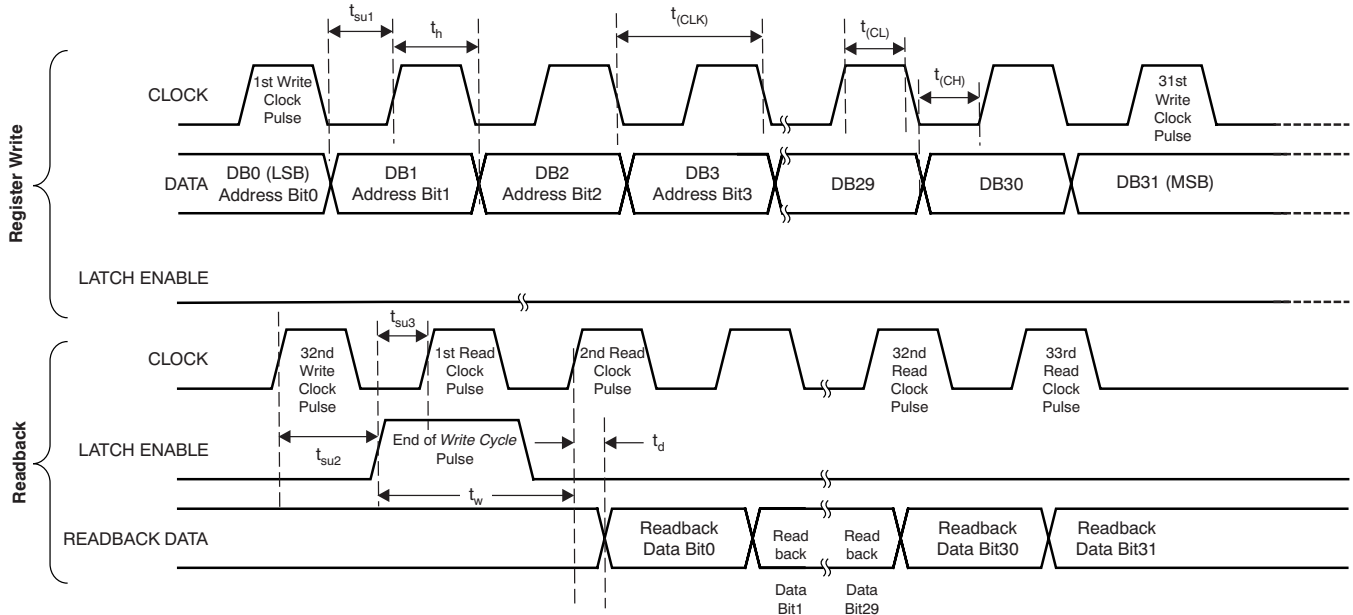 t(CLK)
tsu1
th
t(CL)
t(CH)
Register Write
CLOCK
1st Write
Clock
Pulse
31st
Write
Clock
Pulse
DATA
DB0 (LSB)
Address Bit0
DB1
Address Bit1
DB2
Address Bit2
DB3
Address Bit3
DB29
DB30
DB31 (MSB)
LATCH ENABLE
Readback
tsu3
CLOCK
32nd
Write
Clock
Pulse
1st Read
Clock
Pulse
2nd Read
Clock
Pulse
32nd
Read
Clock
Pulse
33rd
Read
Clock
Pulse
LATCH ENABLE
tsu2
End of Write Cycle
Pulse
td
tw
READBACK DATA
Readback
Data Bit0
Read
back
Data
Bit1
Read
back
Data
Bit29
Readback
Data Bit30
Readback
Data Bit31